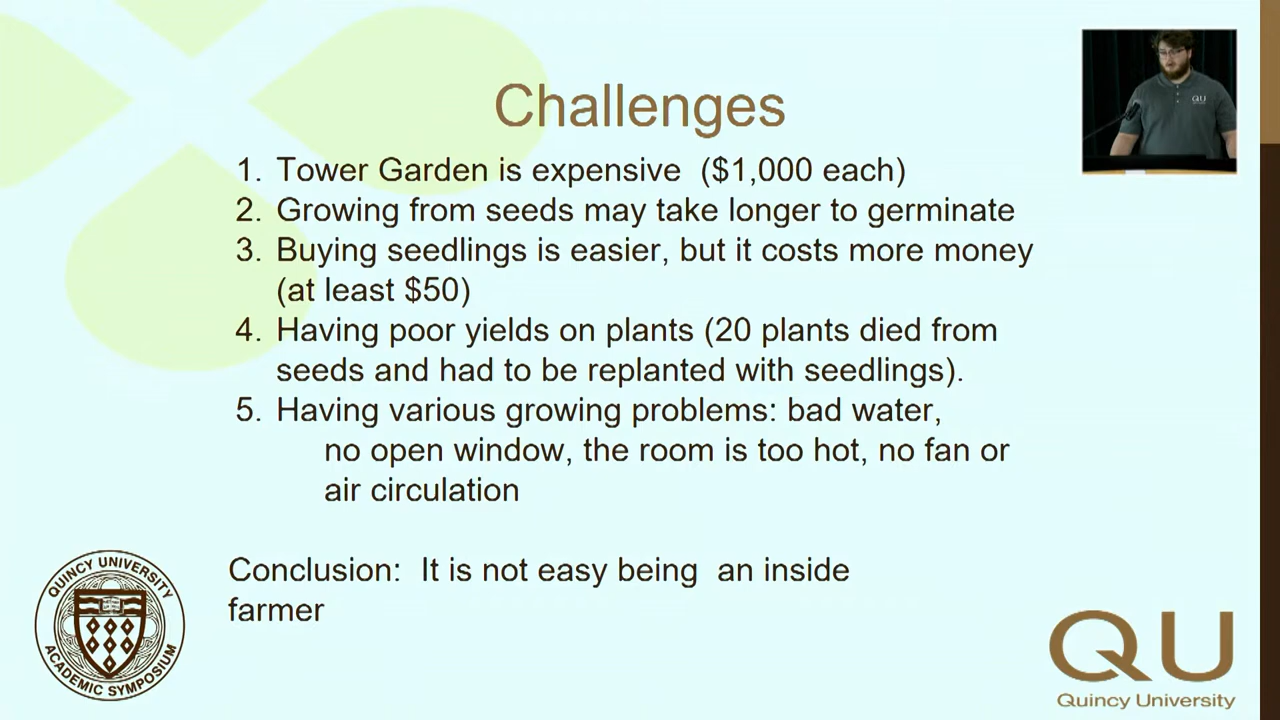 Challenges
1. Tower Garden is expensive ($1,000 each)
2. Growing from seeds may take longer to germinate
3. Buying seedlings is easier, but it costs more money
(at least $50)
4. Having poor yields on plants (20 plants died from
seeds and had to be replanted with seedlings).
5. Having various growing problems: bad water,
no open window, the room is too hot, no fan or
air circulation
Conclusion: It is not easy being an inside
farmer
QUINCY UNIVERSITY
ACADEMIC SYMPOSIUM
QU
Quincy University
QU